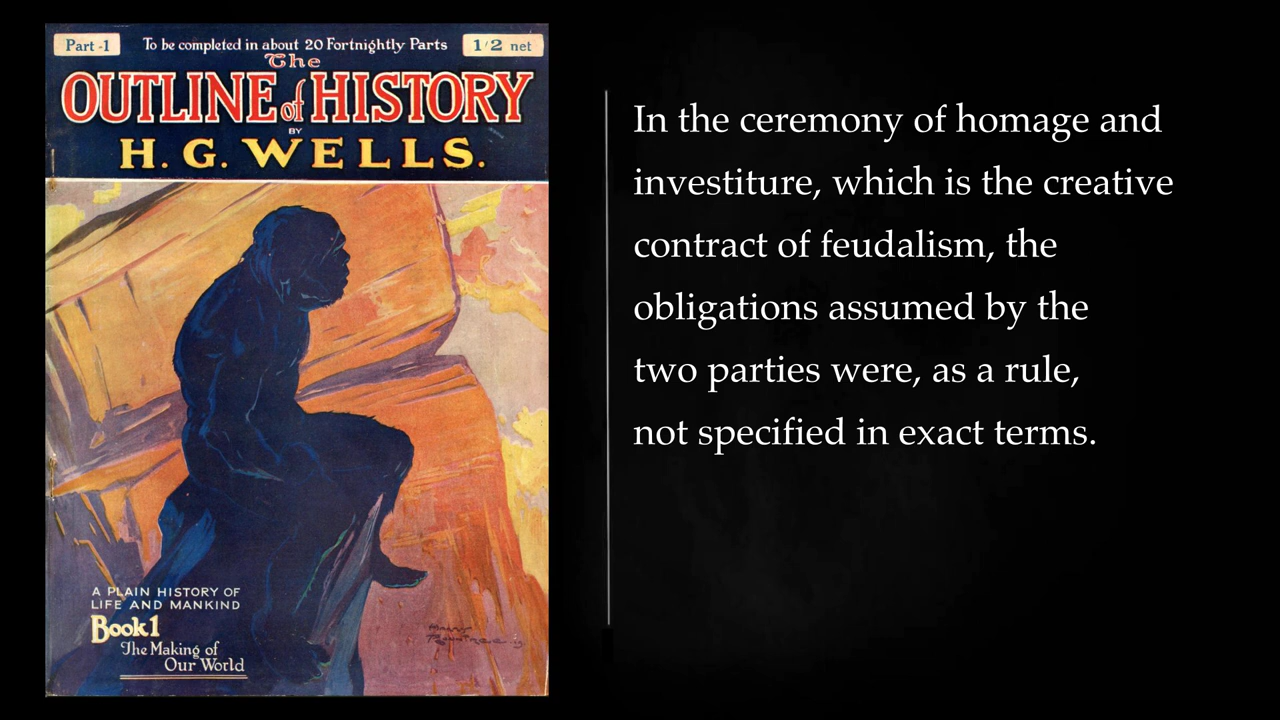 Part -1
To be completed in about 20 Fortnightly Parts
1/2 net
The
OUTLINE of HISTORY
BY
H. G. WELLS.
In the ceremony of homage and
investiture, which is the creative
contract of feudalism, the
obligations assumed by the
two parties were, as a rule,
not specified in exact terms.
A PLAIN HISTORY OF
LIFE AND MANKIND
Book 1
The Making of
Our World